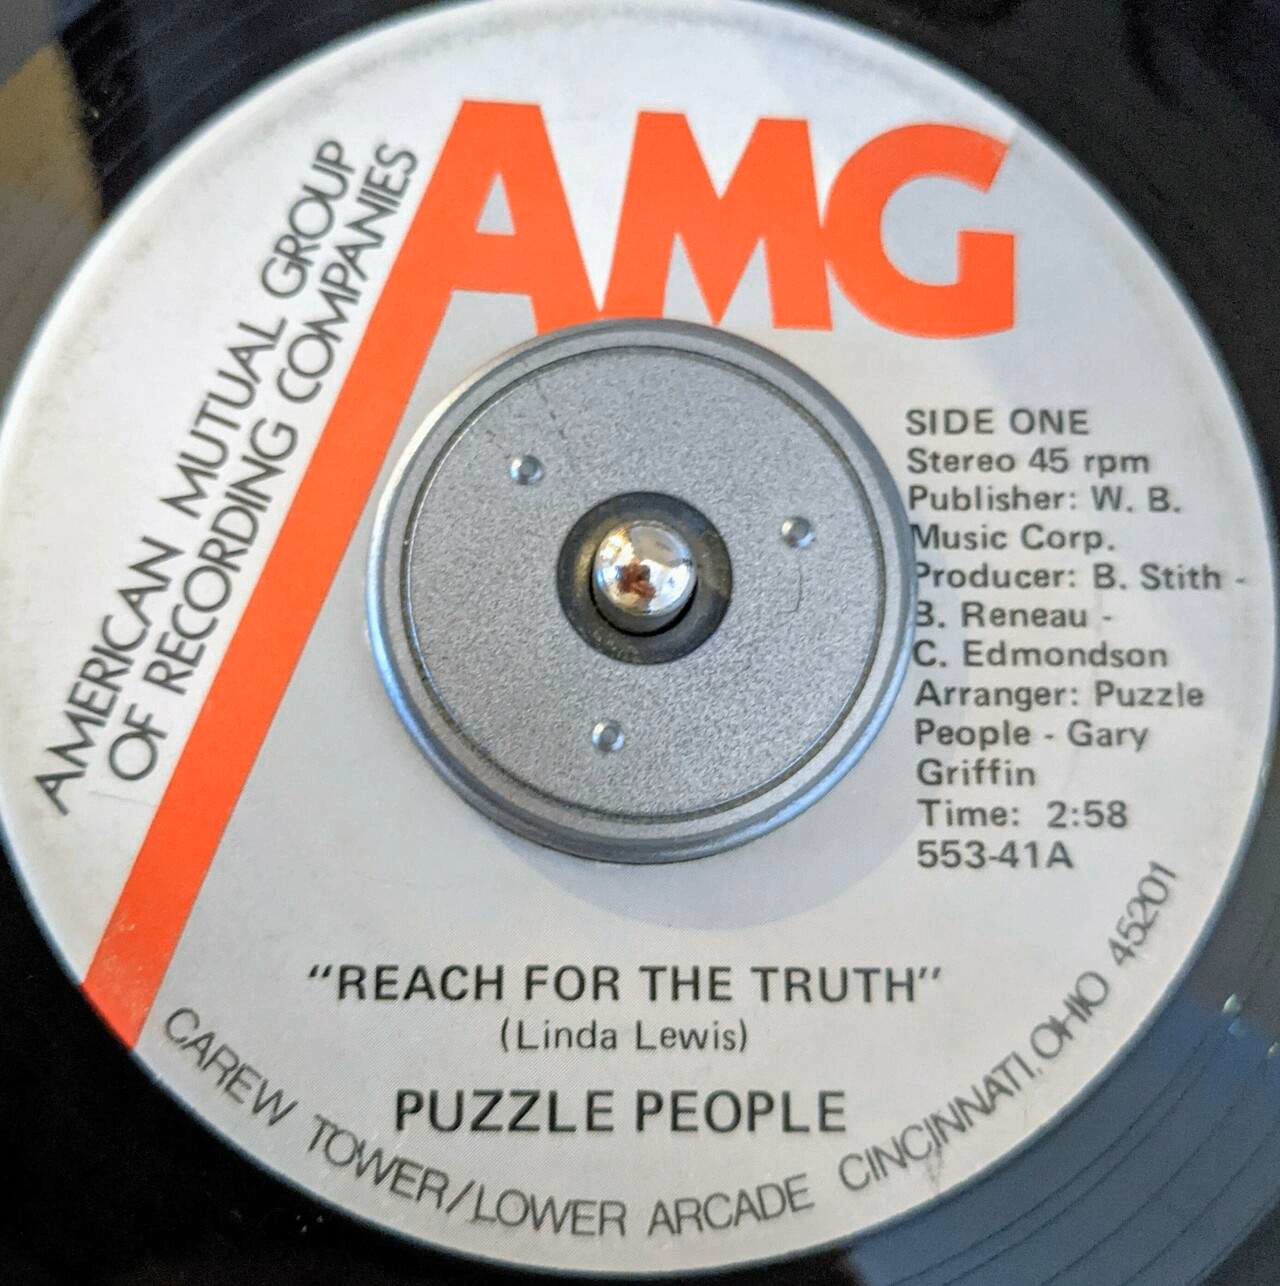 AMG
AMERICAN MUTUAL GROUP
OF RECORDING COMPANIES
SIDE ONE
Stereo 45 rpm
Publisher: W. B.
Music Corp.
Producer: B. Stith -
B. Reneau -
C. Edmondson
Arranger: Puzzle
People - Gary
Griffin
Time: 2:58
553-41A
"REACH FOR THE TRUTH"
(Linda Lewis)
PUZZLE PEOPLE
CAREW TOWER/LOWER ARCADE CINCINNATI, OHIO 45201